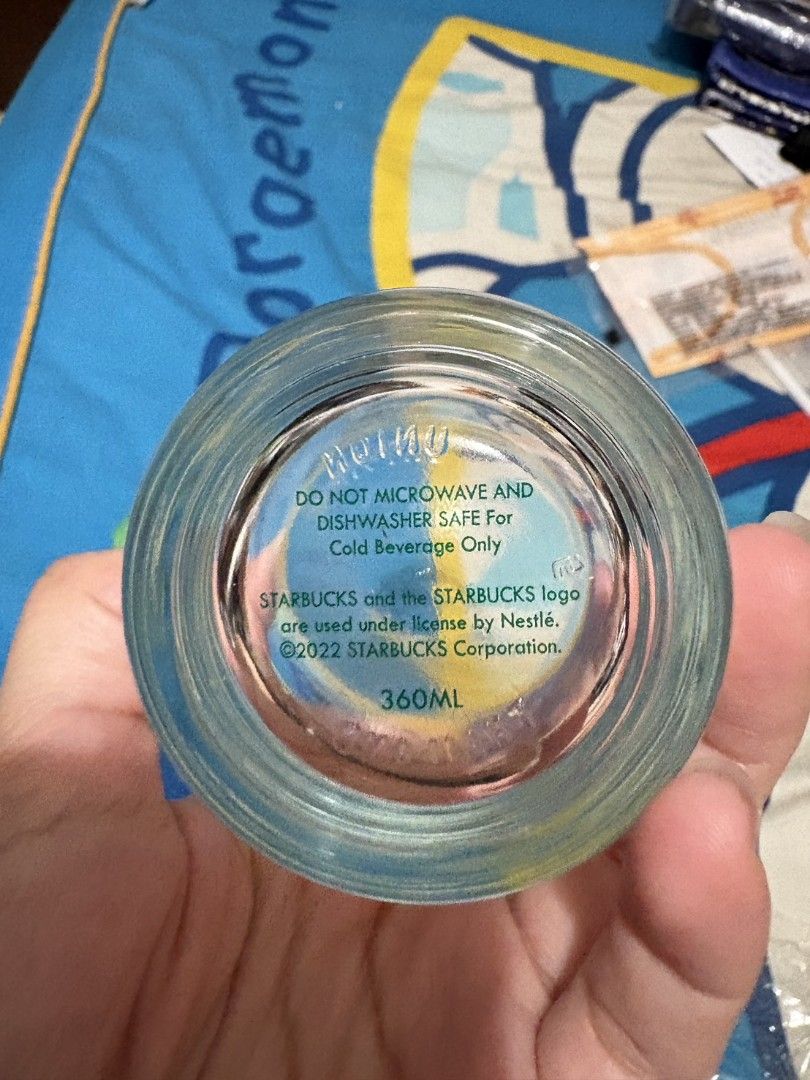 Doraemon
DO NOT MICROWAVE AND
DISHWASHER SAFE For
Cold Beverage Only
STARBUCKS and the STARBUCKS logo
are used under license by Nestlé.
©2022 STARBUCKS Corporation.
360ML